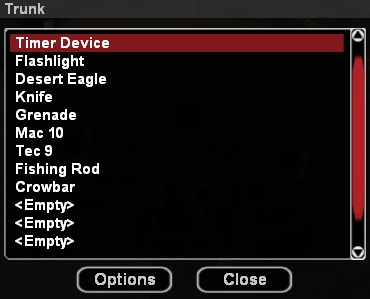 Trunk
Timer Device
Flashlight
Desert Eagle
Knife
Grenade
Mac 10
Tec 9
Fishing Rod
Crowbar
<Empty>
<Empty>
<Empty>
Options
Close